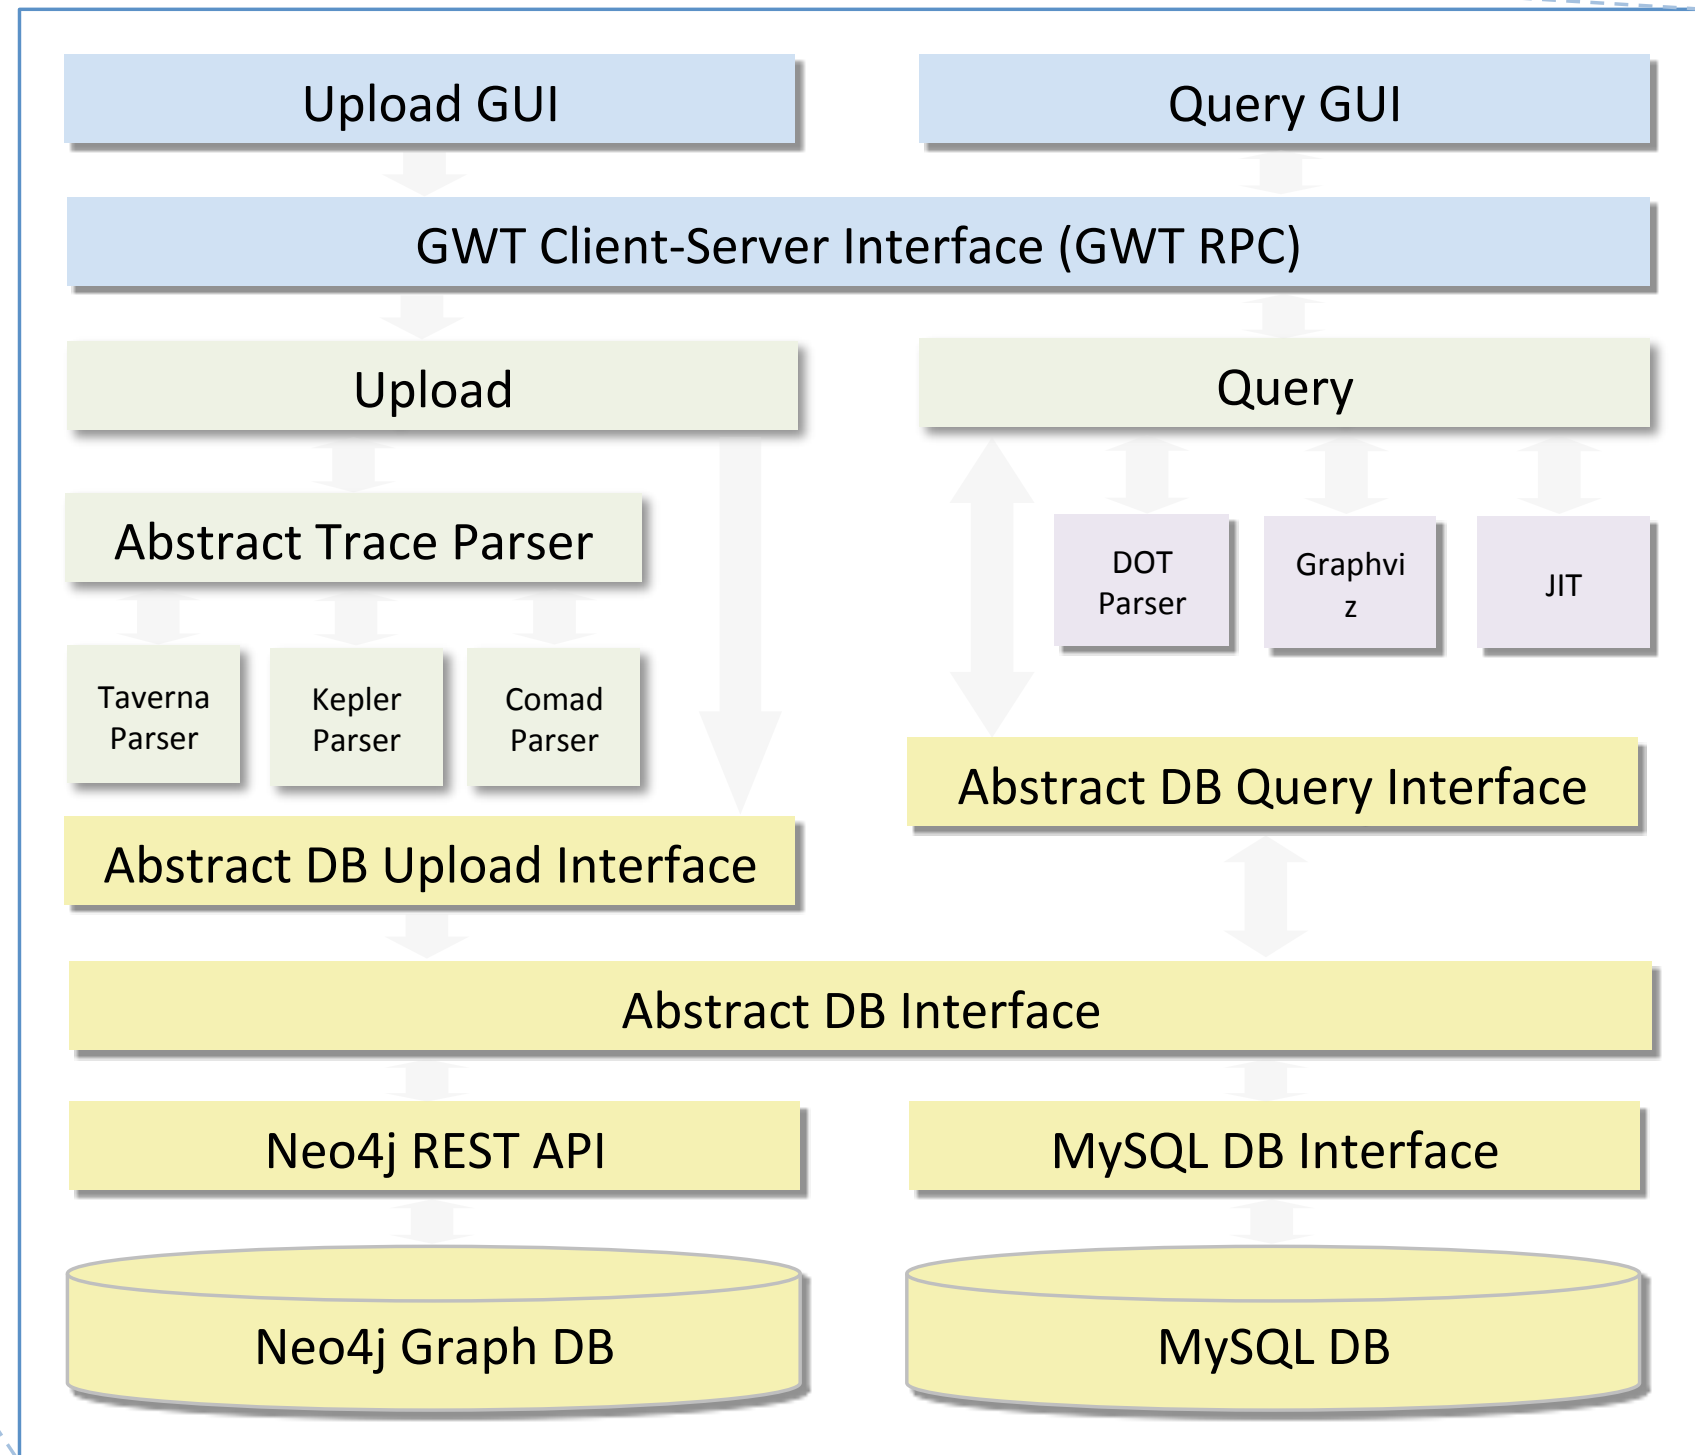 Upload GUI
Query GUI
GWT Client-Server Interface (GWT RPC)
Upload
Query
Abstract Trace Parser
DOT
Parser
Graphvi
z
JIT
Taverna
Parser
Kepler
Parser
Comad
Parser
Abstract DB Query Interface
Abstract DB Upload Interface
Abstract DB Interface
Neo4j REST API
MySQL DB Interface
Neo4j Graph DB
MySQL DB